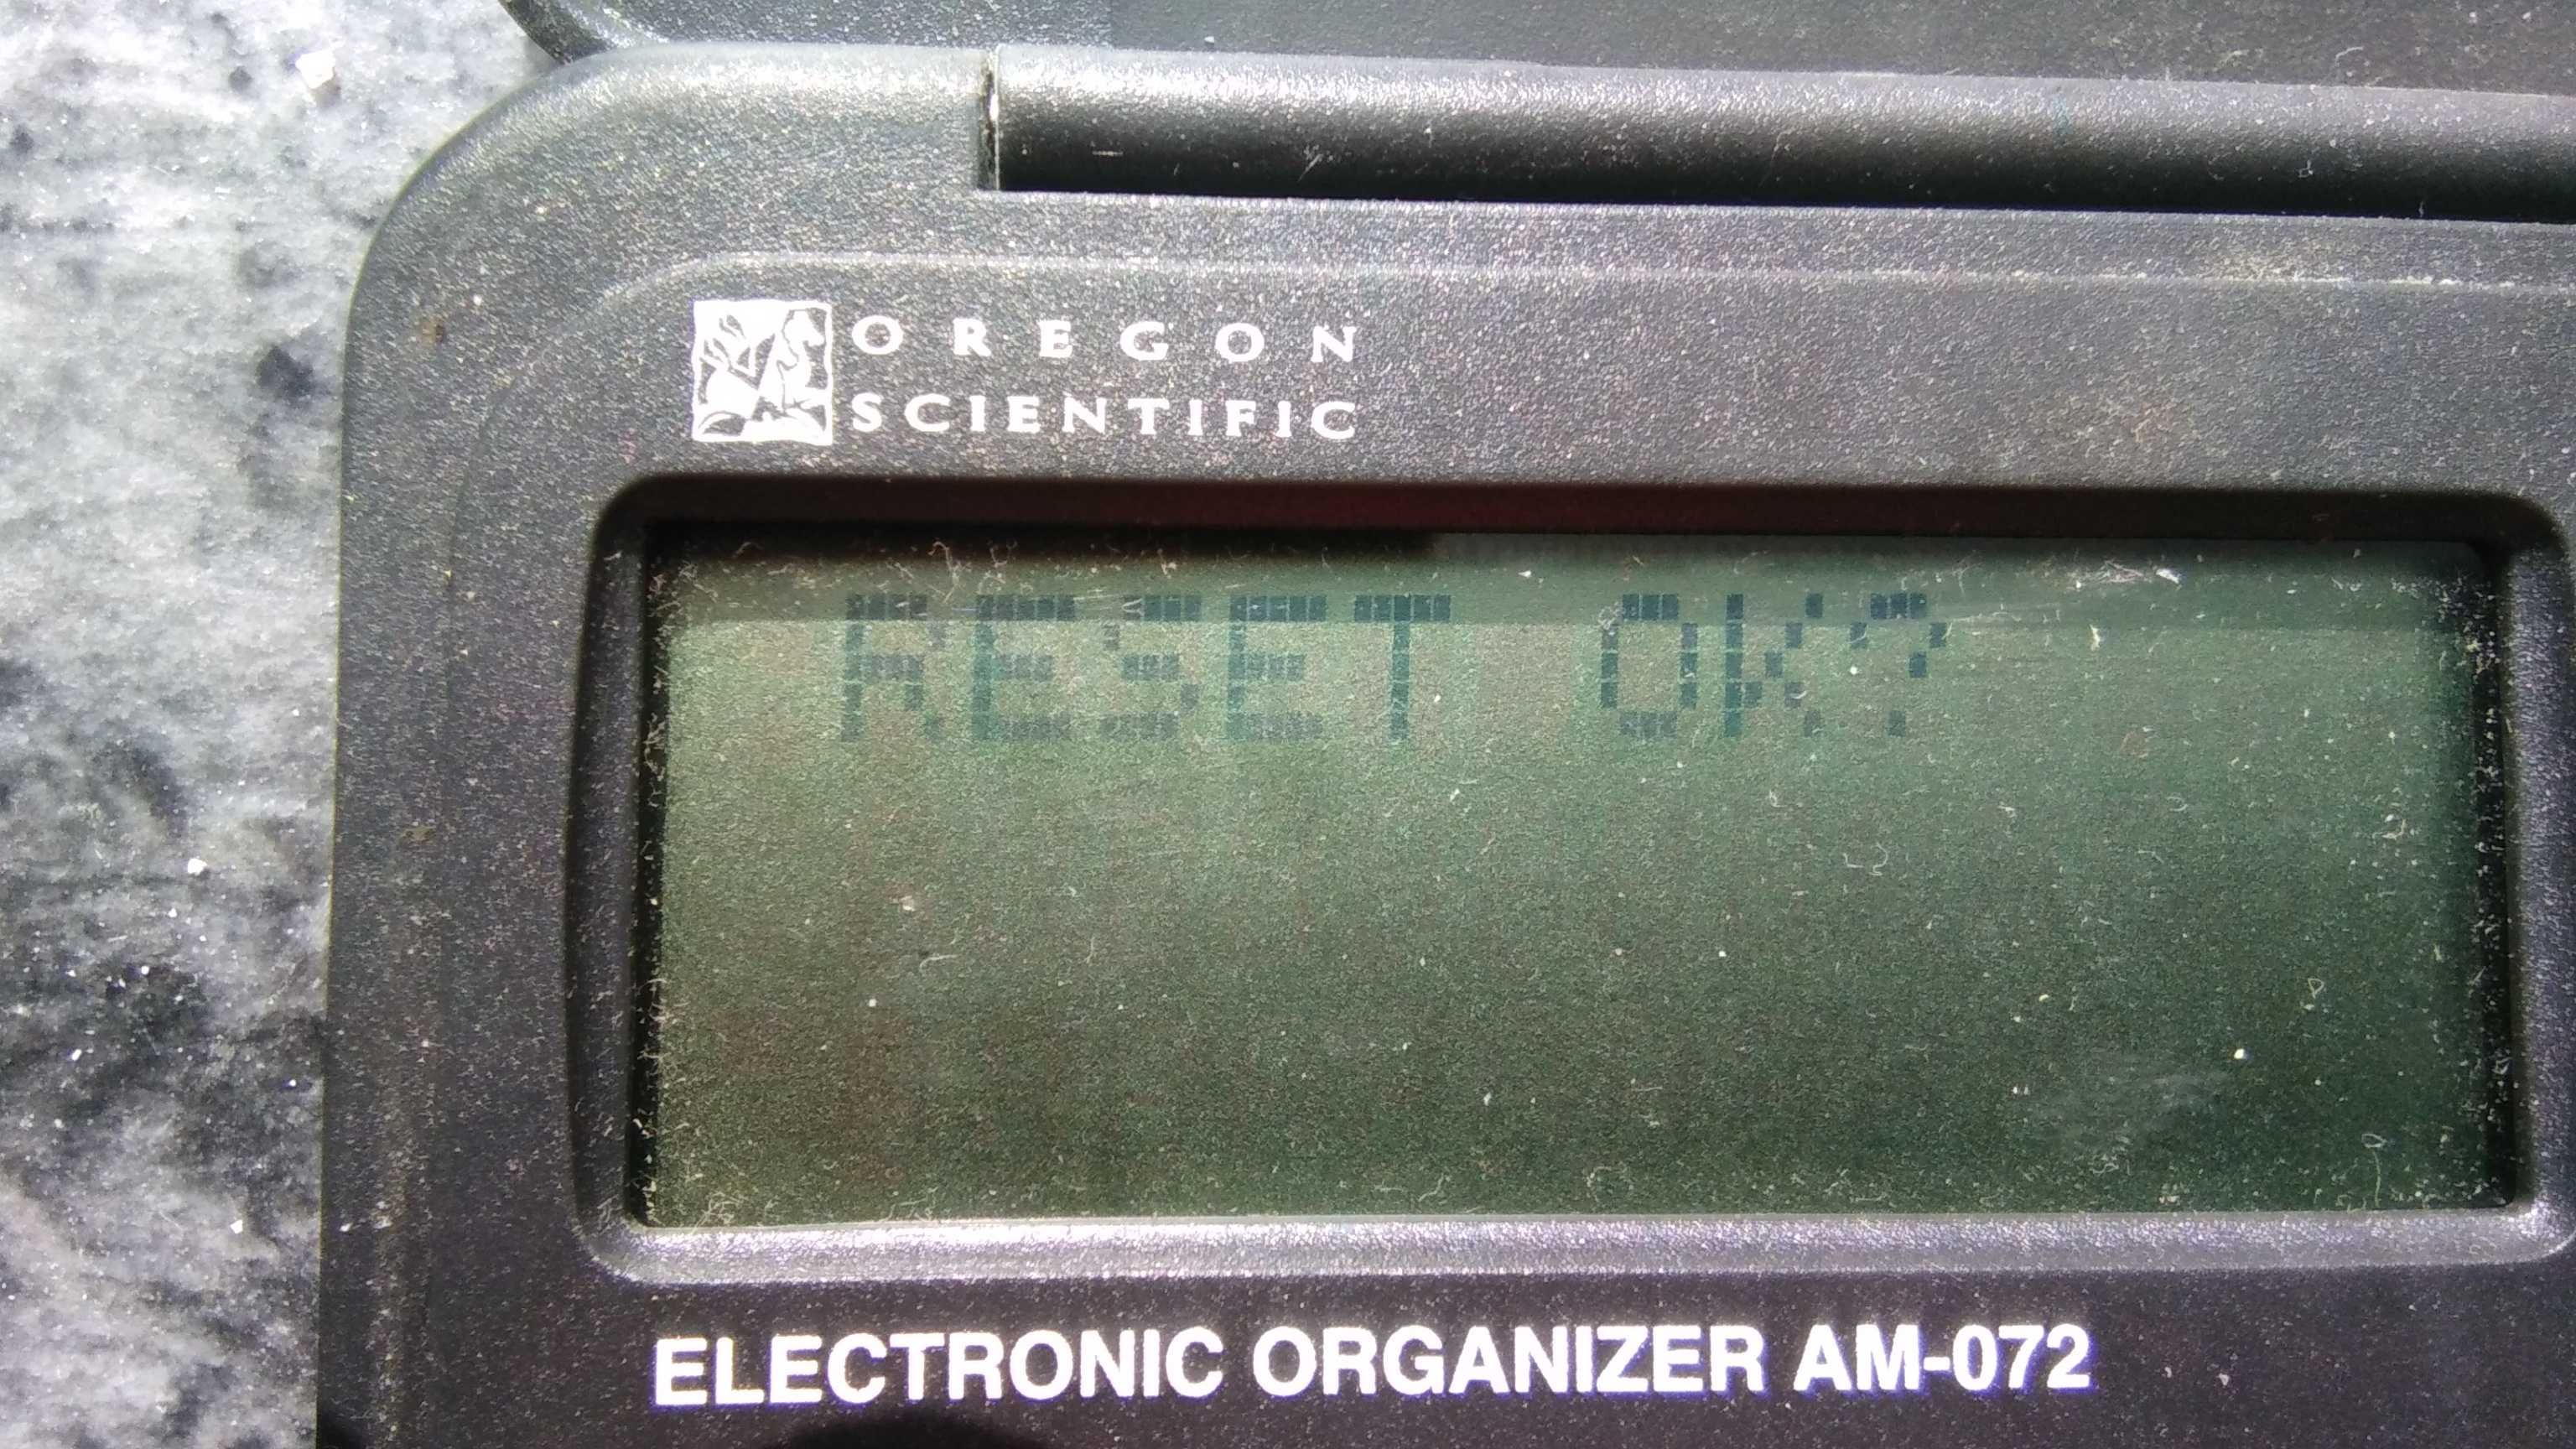 OREGON
SCIENTIFIC
RESET OK?
ELECTRONIC ORGANIZER AM-072